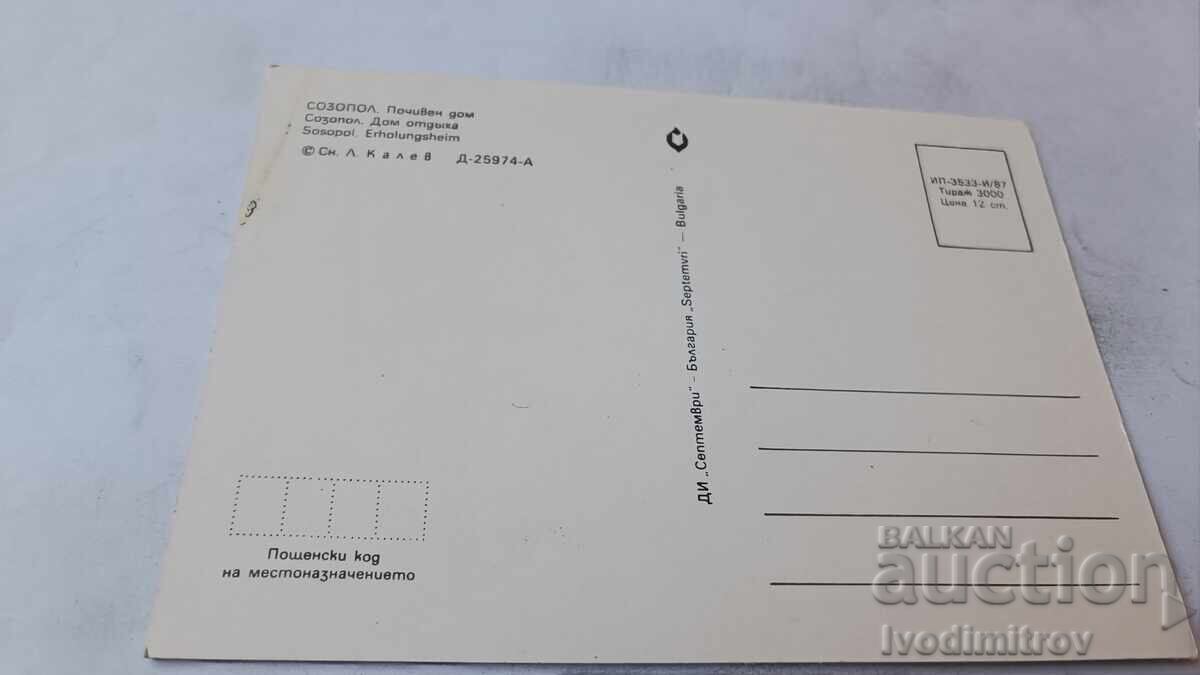 СОЗОПОЛ. Почивен дом
Созопол. Дом отдыха
Sosopol. Erholungsheim
© Сн. Л. Калев Д-25974-А
ИП-3533-И/87
Тираж 3000
Цена 12 ст.
ДИ „Септември" – България „Septemvri" – Bulgaria
Пощенски код
на местоназначението
BALKAN
auction
Ivodimitrov